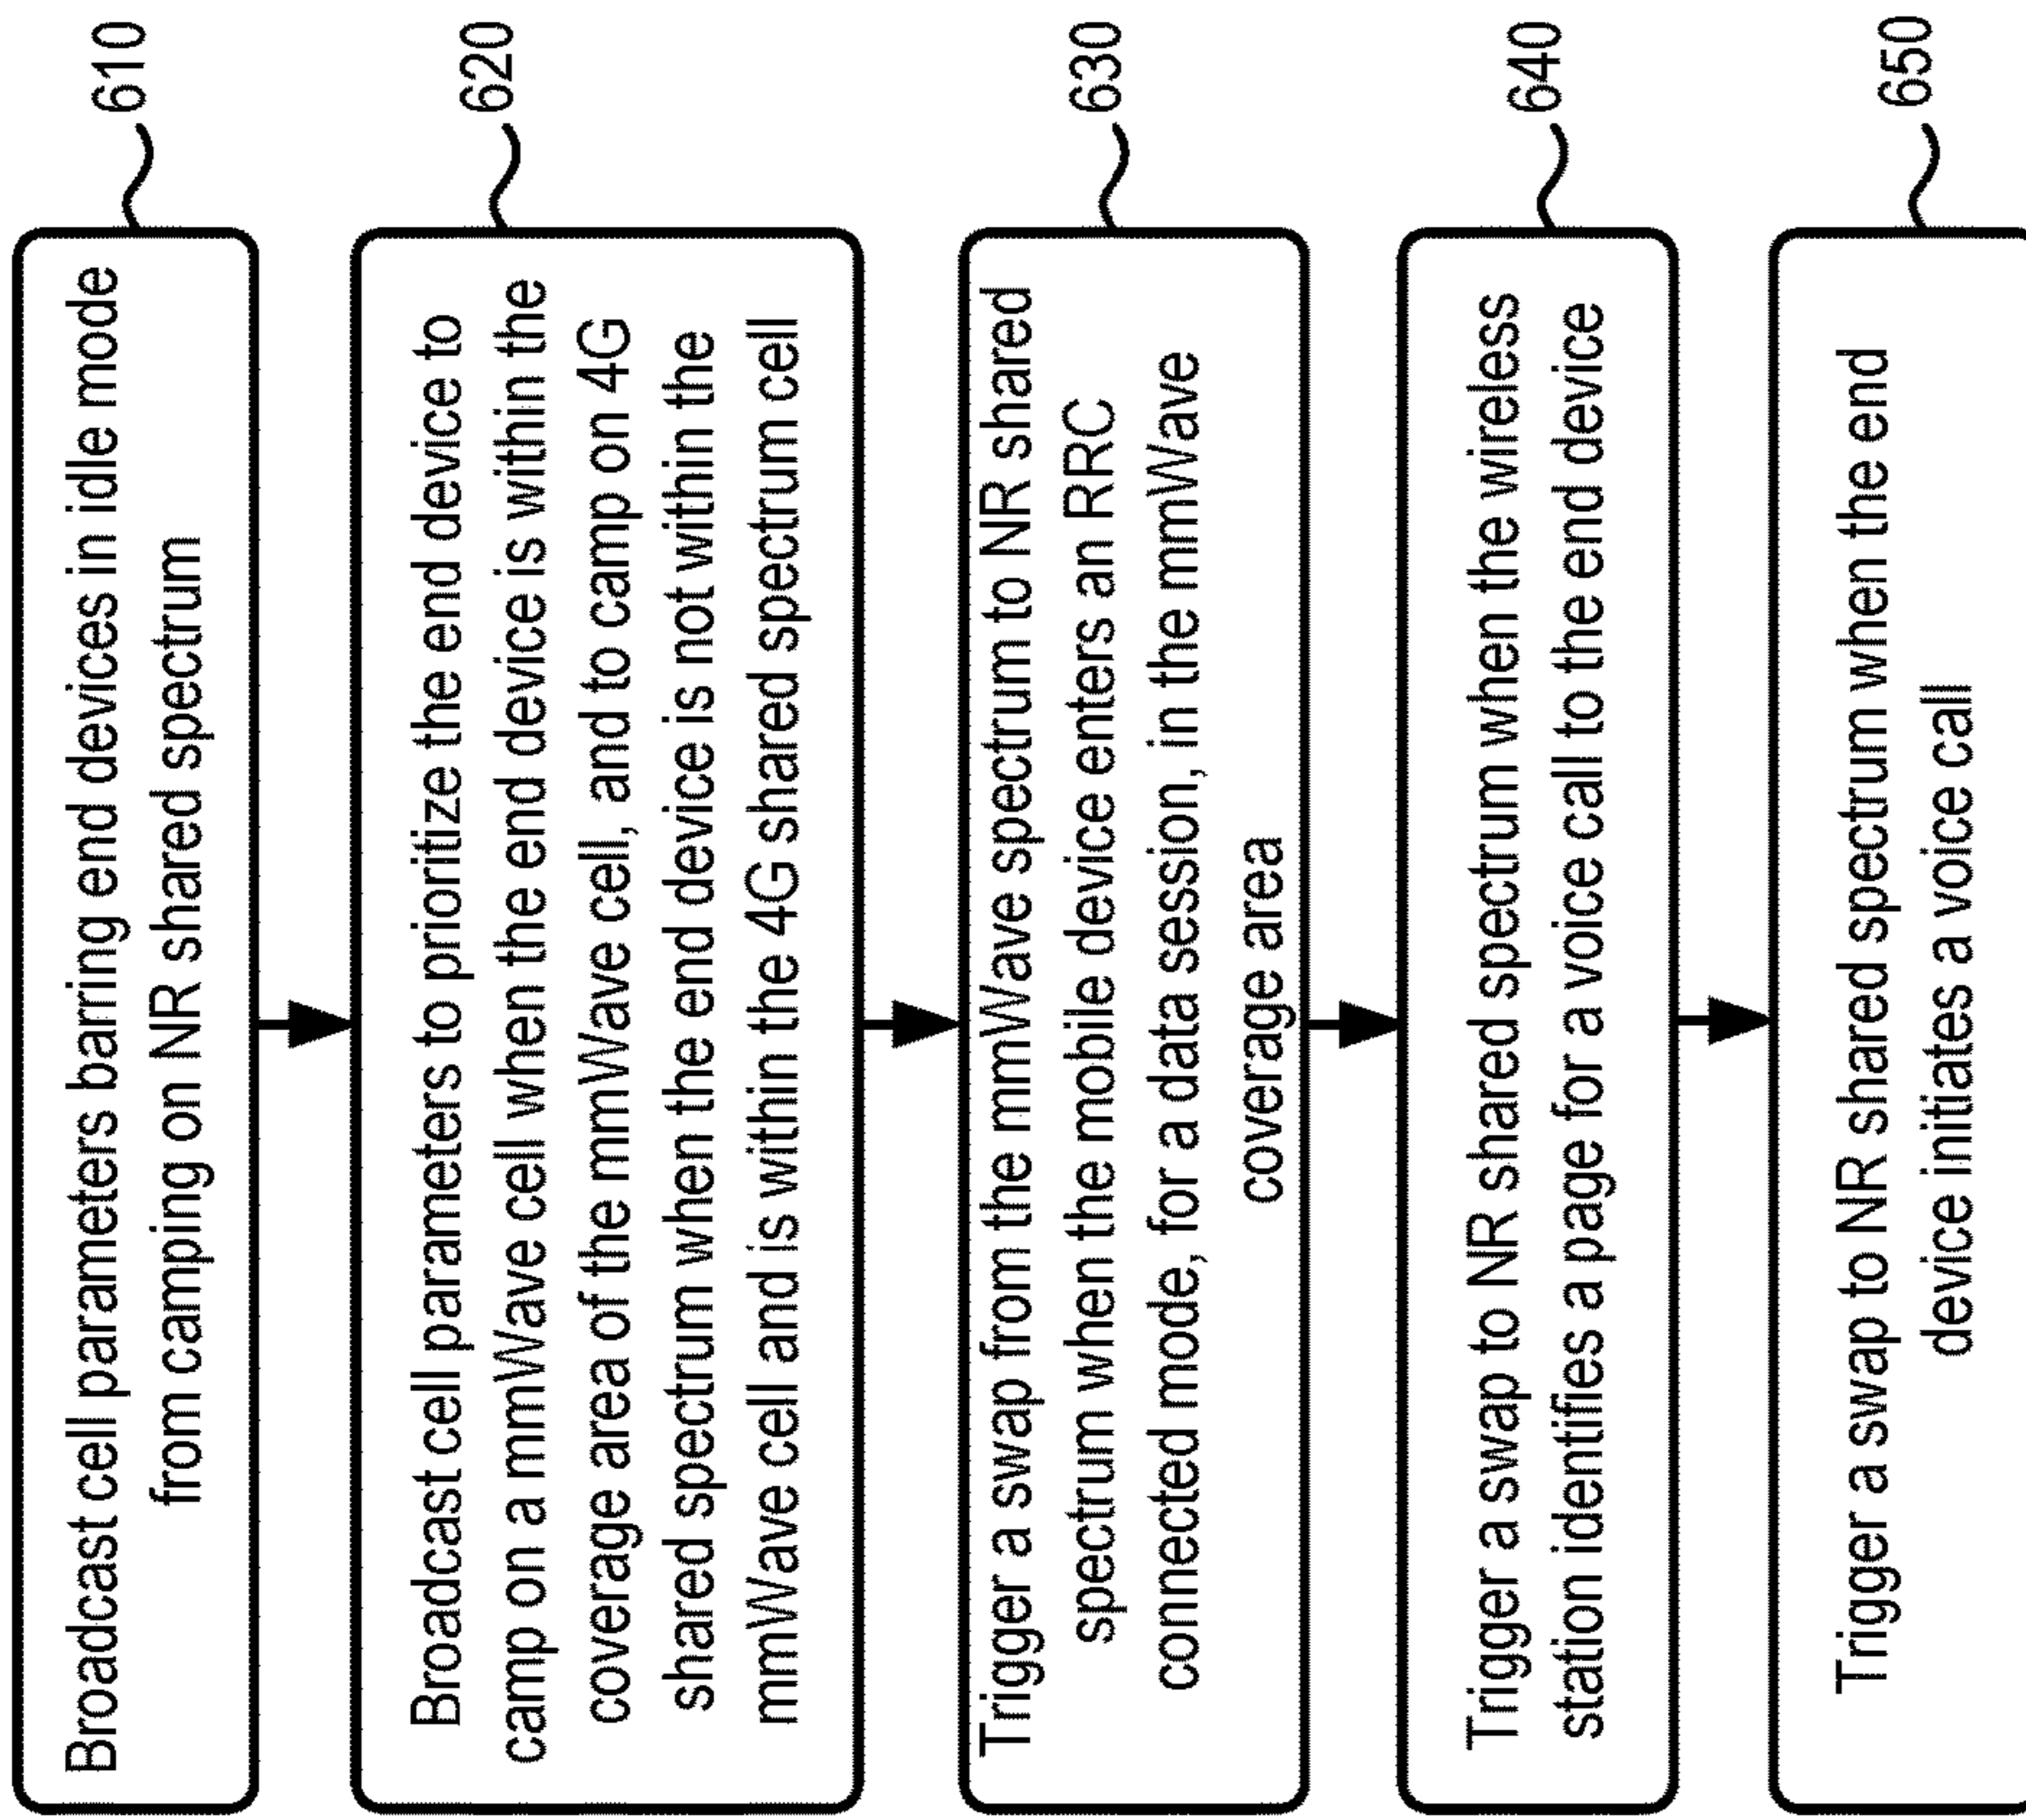 Broadcast cell parameters barring end devices in idle mode
from camping on NR shared spectrum
610
Broadcast cell parameters to prioritize the end device to
camp on a mmWave cell when the end device is within the
coverage area of the mmWave cell, and to camp on 4G
shared spectrum when the end device is not within the
mmWave cell and is within the 4G shared spectrum cell
620
Trigger a swap from the mmWave spectrum to NR shared
spectrum when the mobile device enters an RRC
connected mode, for a data session, in the mmWave
coverage area
630
Trigger a swap to NR shared spectrum when the wireless
station identifies a page for a voice call to the end device
640
Trigger a swap to NR shared spectrum when the end
device initiates a voice call
650